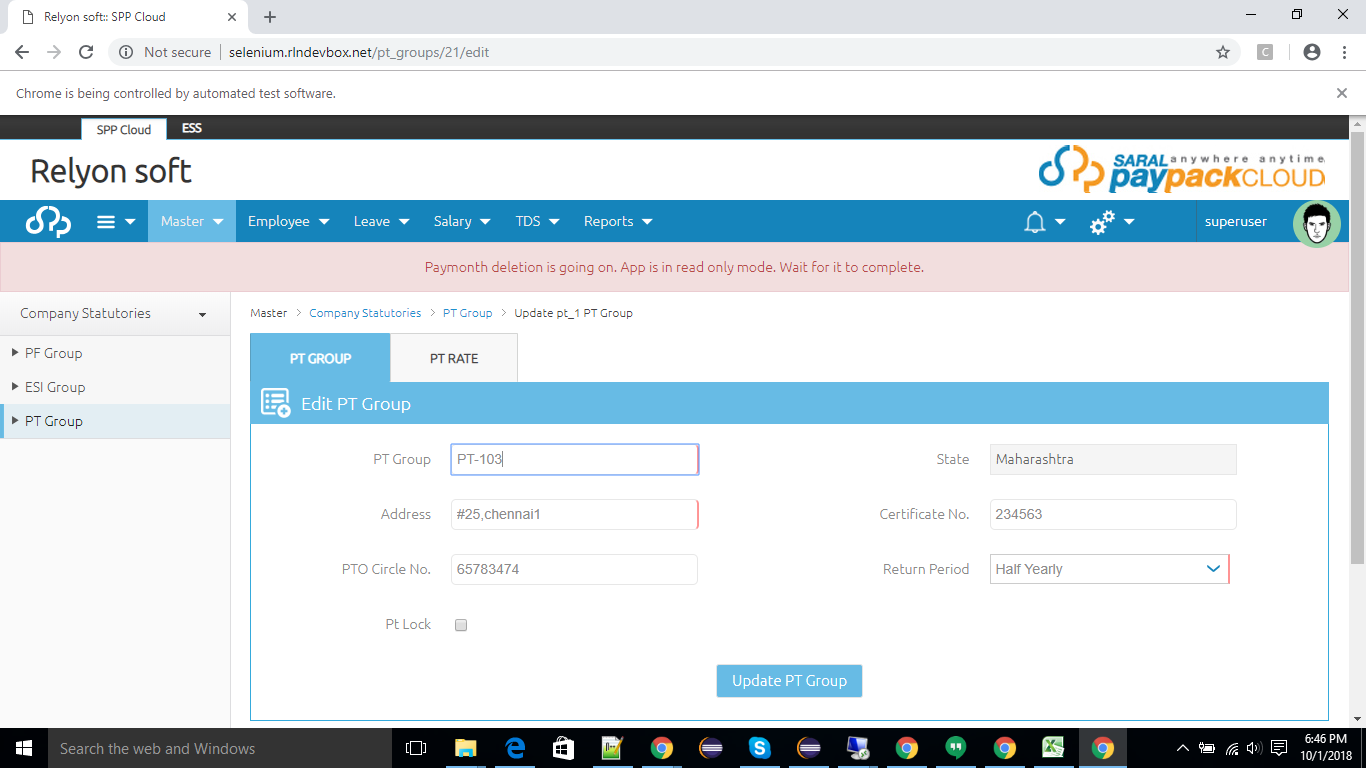 Relyon soft:: SPP Cloud
Not secure selenium.rlndevbox.net/pt_groups/21/edit
Chrome is being controlled by automated test software.
SPP Cloud ESS
Relyon soft
SARAL anywhere anytime
paypackCLOUD
Master Employee Leave Salary TDS Reports superuser
Paymonth deletion is going on. App is in read only mode. Wait for it to complete.
Company Statutories
Master > Company Statutories > PT Group > Update pt_1 PT Group
PF Group
ESI Group
PT Group
PT GROUP PT RATE
Edit PT Group
PT Group PT-103 State Maharashtra
Address #25,chennai1 Certificate No. 234563
PTO Circle No. 65783474 Return Period Half Yearly
Pt Lock
Update PT Group
Search the web and Windows
6:46 PM
10/1/2018